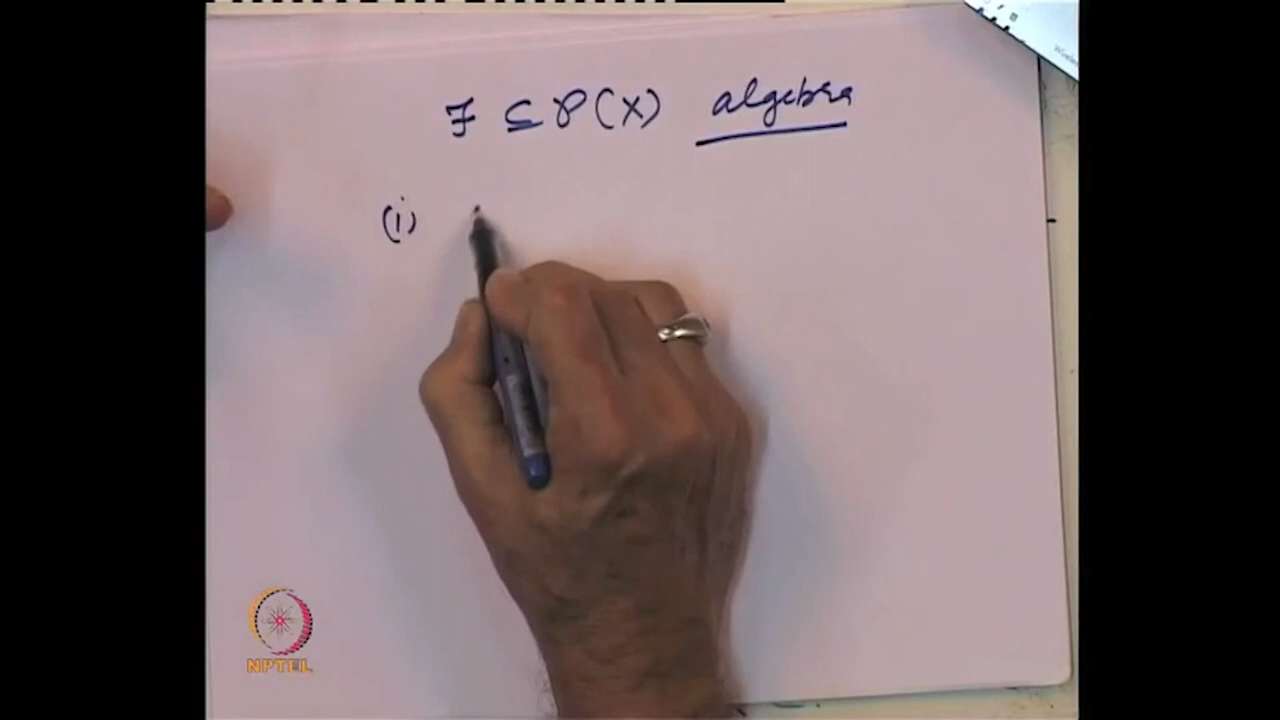 ℱ ⊆ 𝒫(X) algebra
(i)
NPTEL